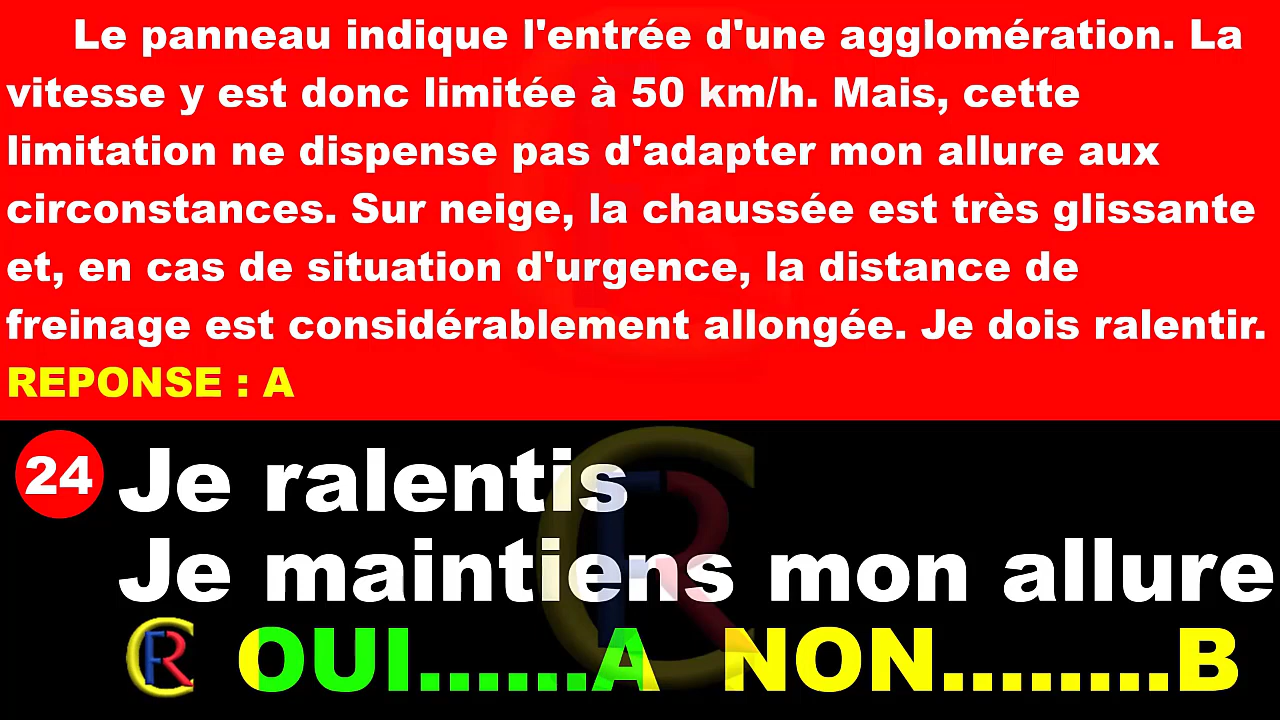 Le panneau indique l'entrée d'une agglomération. La
vitesse y est donc limitée à 50 km/h. Mais, cette
limitation ne dispense pas d'adapter mon allure aux
circonstances. Sur neige, la chaussée est très glissante
et, en cas de situation d'urgence, la distance de
freinage est considérablement allongée. Je dois ralentir.
REPONSE : A
24 Je ralentis
Je maintiens mon allure
CR OUI......A NON........B